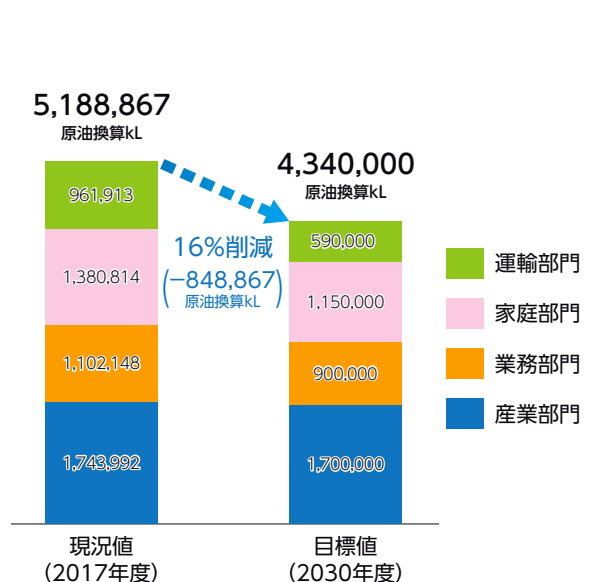 5,188,867
原油換算kL
4,340,000
原油換算kL
961,913
1,380,814
1,102,148
1,743,992
16%削減
(−848,867)
原油換算kL
590,000
1,150,000
900,000
1,700,000
運輸部門
家庭部門
業務部門
産業部門
現況値
(2017年度)
目標値
(2030年度)